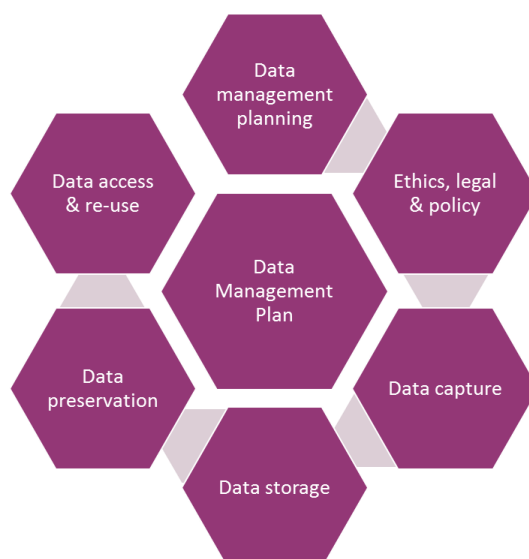 Data
management
planning
Ethics, legal
& policy
Data capture
Data storage
Data
preservation
Data access
& re-use
Data
Management
Plan